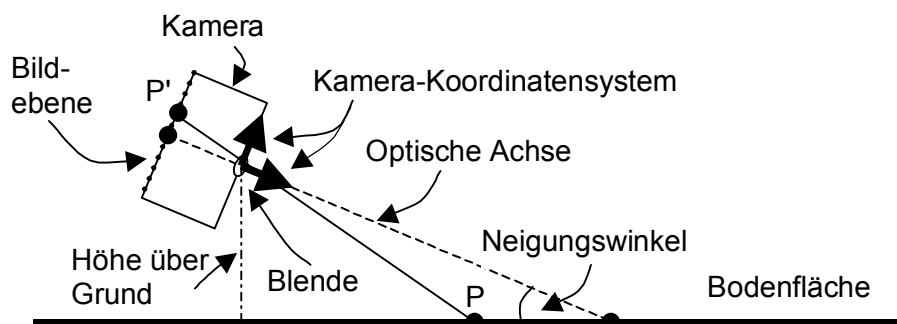 Kamera
Bild-
ebene
P'
Kamera-Koordinatensystem
Optische Achse
Neigungswinkel
Höhe über
Grund
Blende
P
Bodenfläche